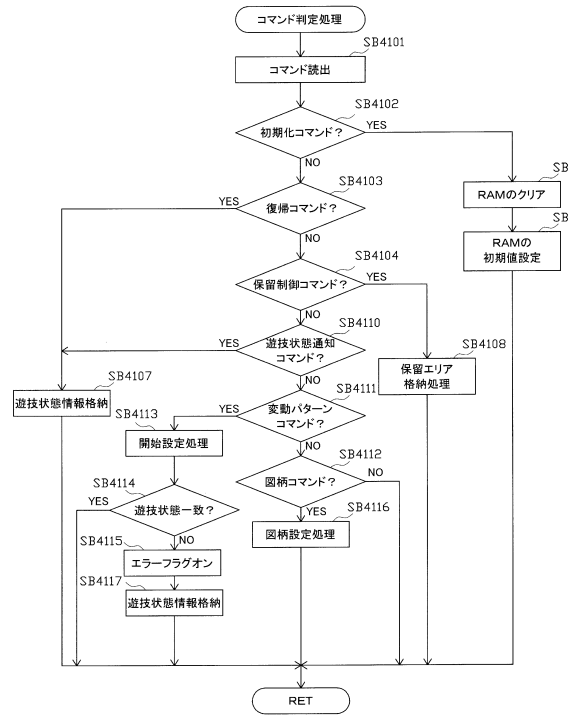 コマンド判定処理
SB4101
コマンド読出
SB4102
初期化コマンド?
YES
NO
SB4103
復帰コマンド?
YES
NO
SB
RAMのクリア
SB
RAMの
初期値設定
SB4104
保留制御コマンド?
YES
NO
SB4110
遊技状態通知
コマンド?
YES
NO
SB4108
保留エリア
格納処理
SB4107
遊技状態情報格納
SB4111
変動パターン
コマンド?
YES
NO
SB4113
開始設定処理
SB4112
図柄コマンド?
NO
YES
SB4114
遊技状態一致?
YES
NO
SB4116
図柄設定処理
SB4115
エラーフラグオン
SB4117
遊技状態情報格納
RET